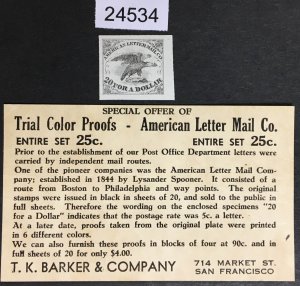 24534
AMERICAN LETTER MAIL CO.
20 FOR A DOLLAR
SPECIAL OFFER OF
Trial Color Proofs - American Letter Mail Co.
ENTIRE SET 25c. ENTIRE SET 25c.
Prior to the establishment of our Post Office Department letters were
carried by independent mail routes.
One of the pioneer companies was the American Letter Mail Com-
pany; established in 1844 by Lysander Spooner. It consisted of a route
from Boston to Philadelphia and way points. The original
stamps were issued in black in sheets of 20, and sold to the public in
full sheets. Therefore the wording on the enclosed specimens "20
for a Dollar" indicates that the postage rate was 5c. a letter.
At a later date, proofs taken from the original plate were printed
in 6 different colors.
We can also furnish these proofs in blocks of four at 90c. and in
full sheets of 20 for only $4.00.
T. K. BARKER & COMPANY 714 MARKET ST.
SAN FRANCISCO